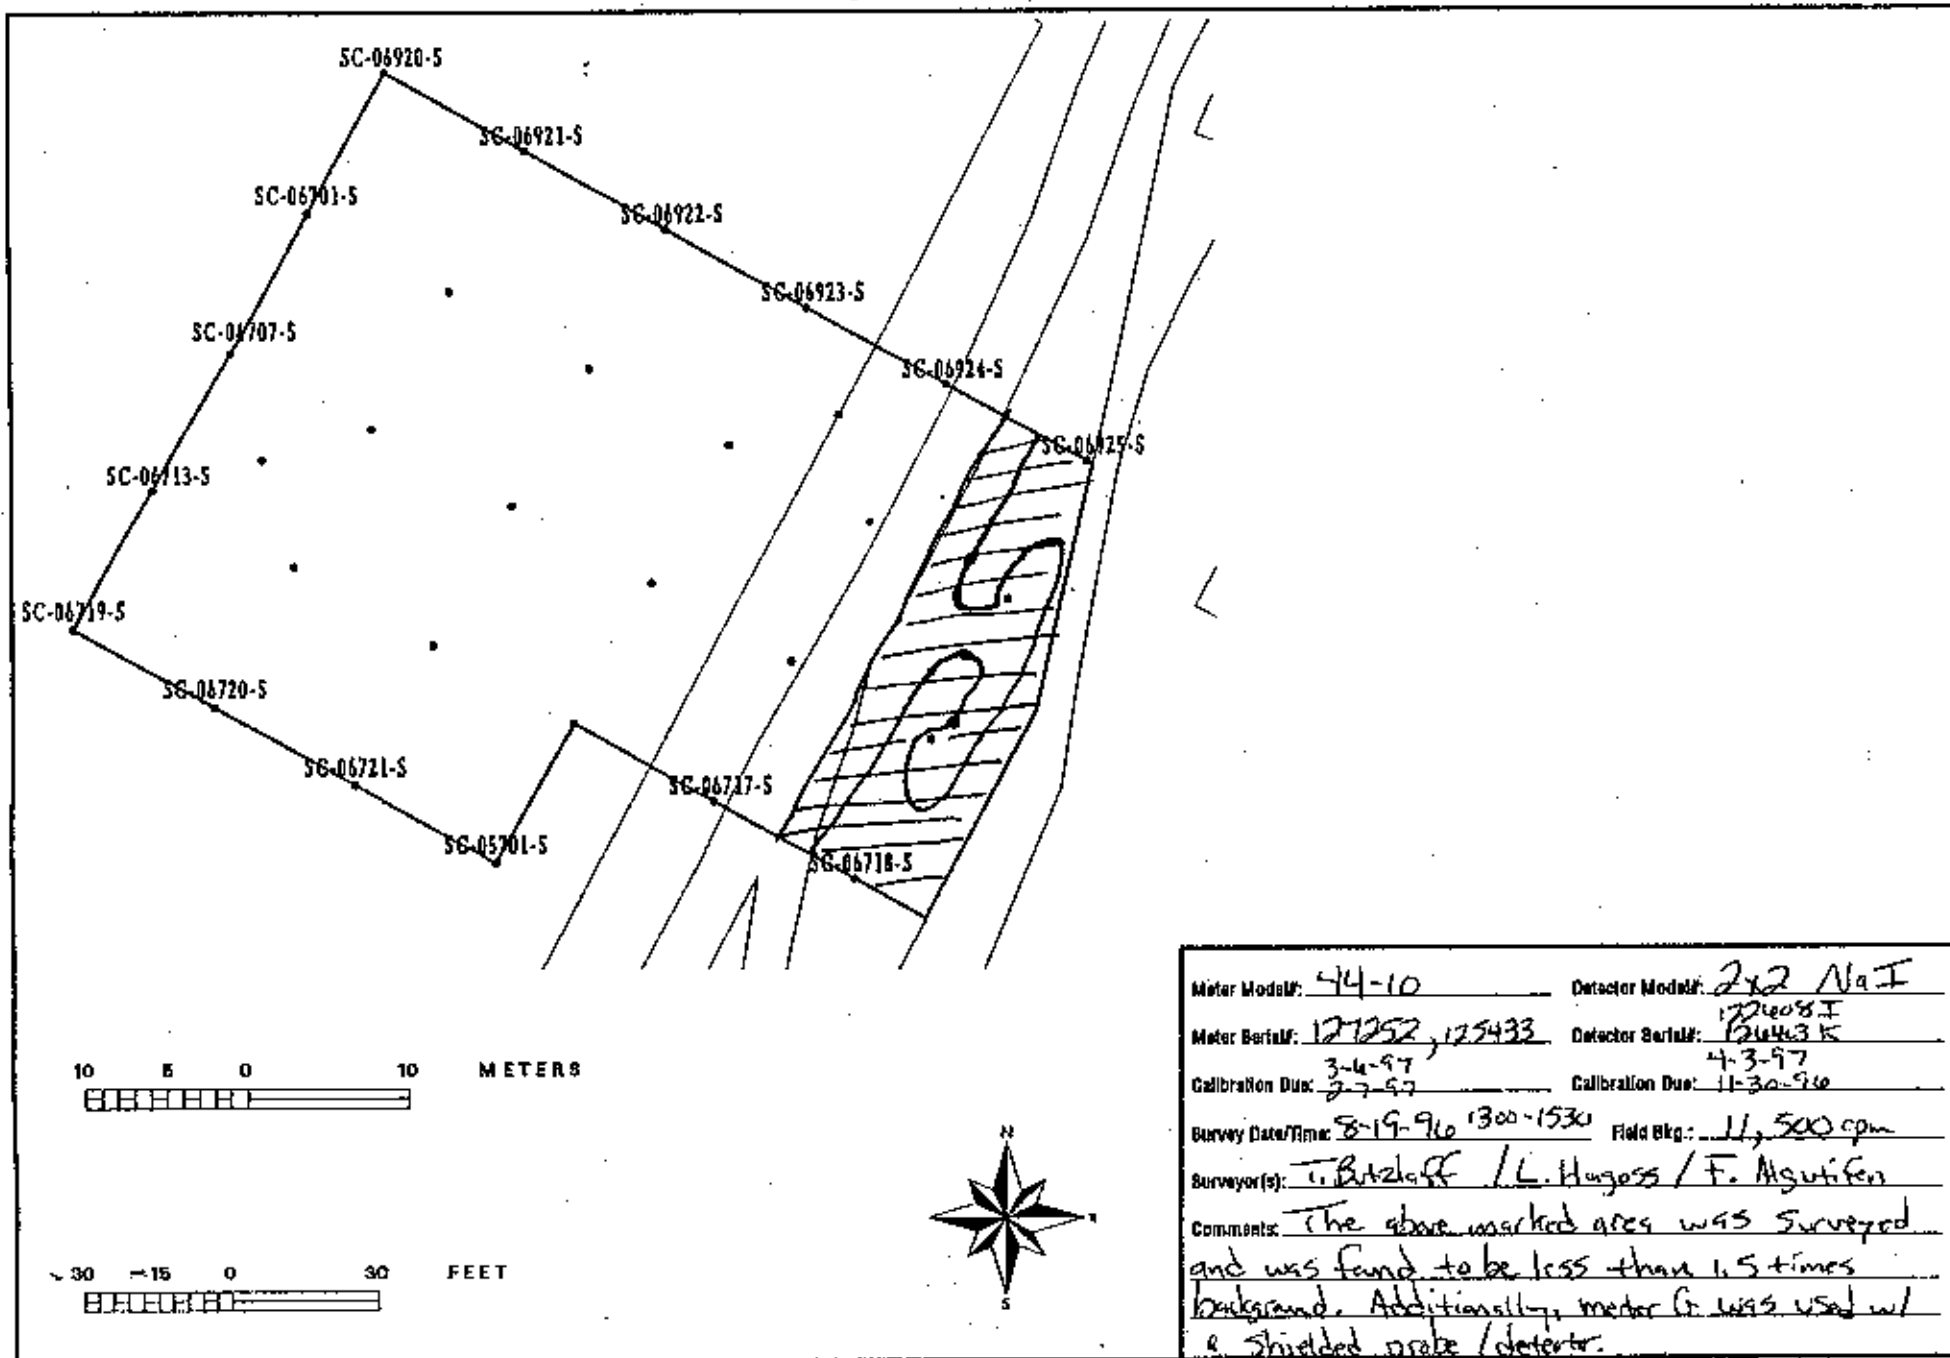 SC-06920-S
SC-06921-S
SC-06701-S
SC-06922-S
SC-06923-S
SC-06707-S
SC-06924-S
SC-06925-S
SC-06713-S
SC-06719-S
SC-06720-S
SC-06721-S
SC-06717-S
SC-05701-S
SC-06718-S
10 5 0 10 METERS
30 15 0 30 FEET
N
S
Meter Model#: 44-10 Detector Model#: 2x2 NaI
Meter Serial#: 127252, 125433 Detector Serial#:
Calibration Due: Calibration Due: 4-3-97
11-30-96
Survey Date/Time: 8-19-96 1300-1530 Field Bkg.: 11,500 cpm
Surveyor(s): / L. Hugoss / F.
Comments: The above marked area was surveyed
and was found to be less than 1.5 times
background. Additionally, meter G was used w/
a shielded probe / detector.